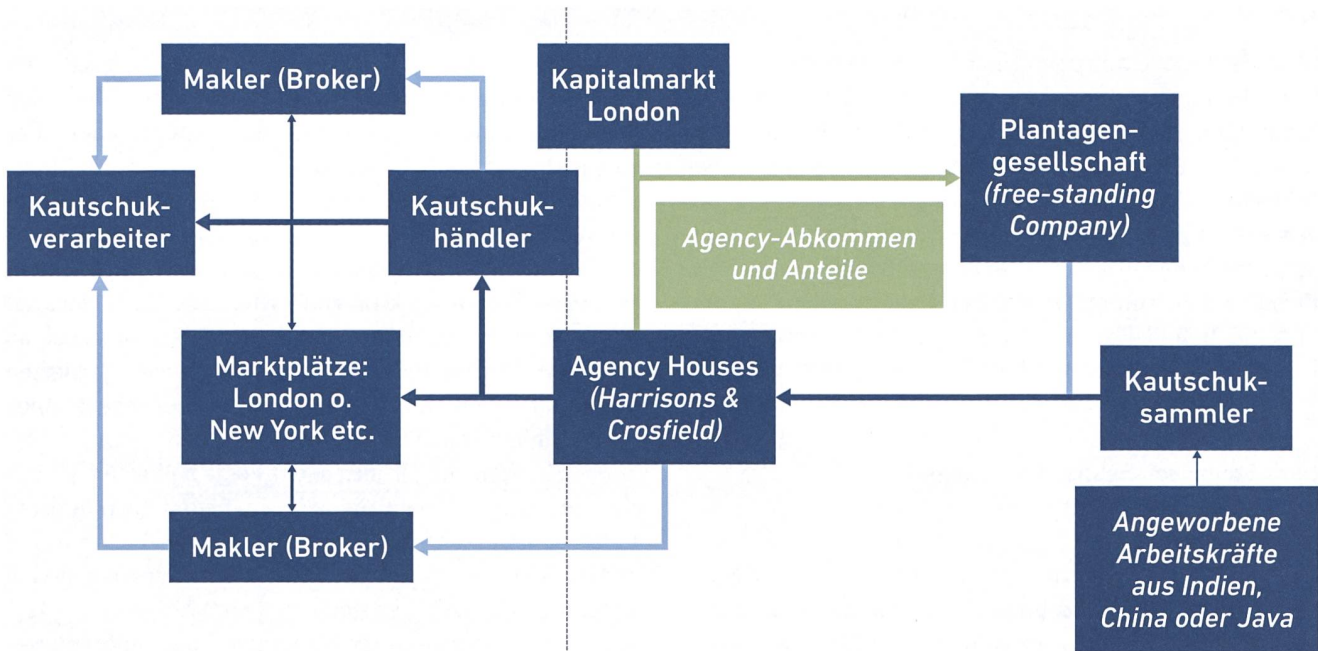 Makler (Broker)
Kapitalmarkt
London
Plantagen-
gesellschaft
(free-standing
Company)
Kautschuk-
verarbeiter
Kautschuk-
händler
Agency-Abkommen
und Anteile
Marktplätze:
London o.
New York etc.
Agency Houses
(Harrisons &
Crosfield)
Kautschuk-
sammler
Makler (Broker)
Angeworbene
Arbeitskräfte
aus Indien,
China oder Java